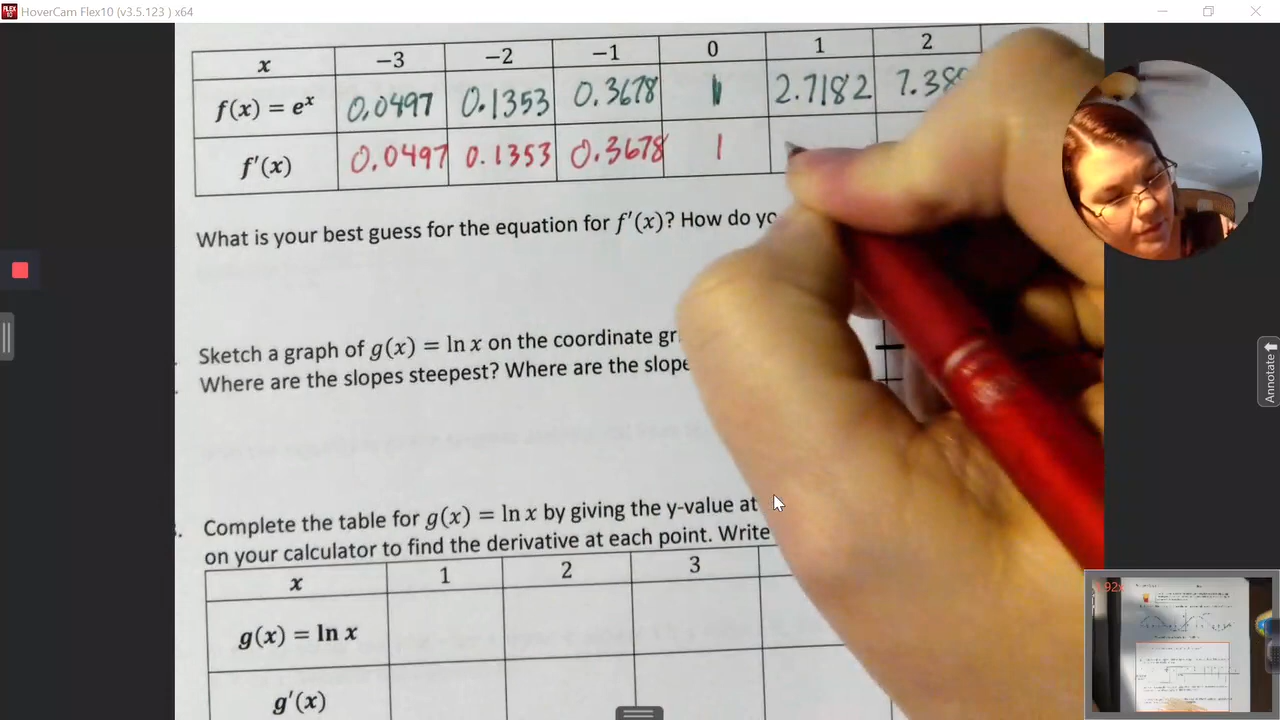 HoverCam Flex10 (v3.5.123 ) x64
x −3 −2 −1 0 1 2
f(x) = eˣ 0.0497 0.1353 0.3678 1 2.7182 7.38
f′(x) 0.0497 0.1353 0.3678 1
What is your best guess for the equation for f′(x)? How do
Sketch a graph of g(x) = ln x on the coordinate
Where are the slopes steepest? Where are the
Complete the table for g(x) = ln x by giving the y-value at
on your calculator to find the derivative at each point. Write
x 1 2 3
g(x) = ln x
g′(x)
Annotate